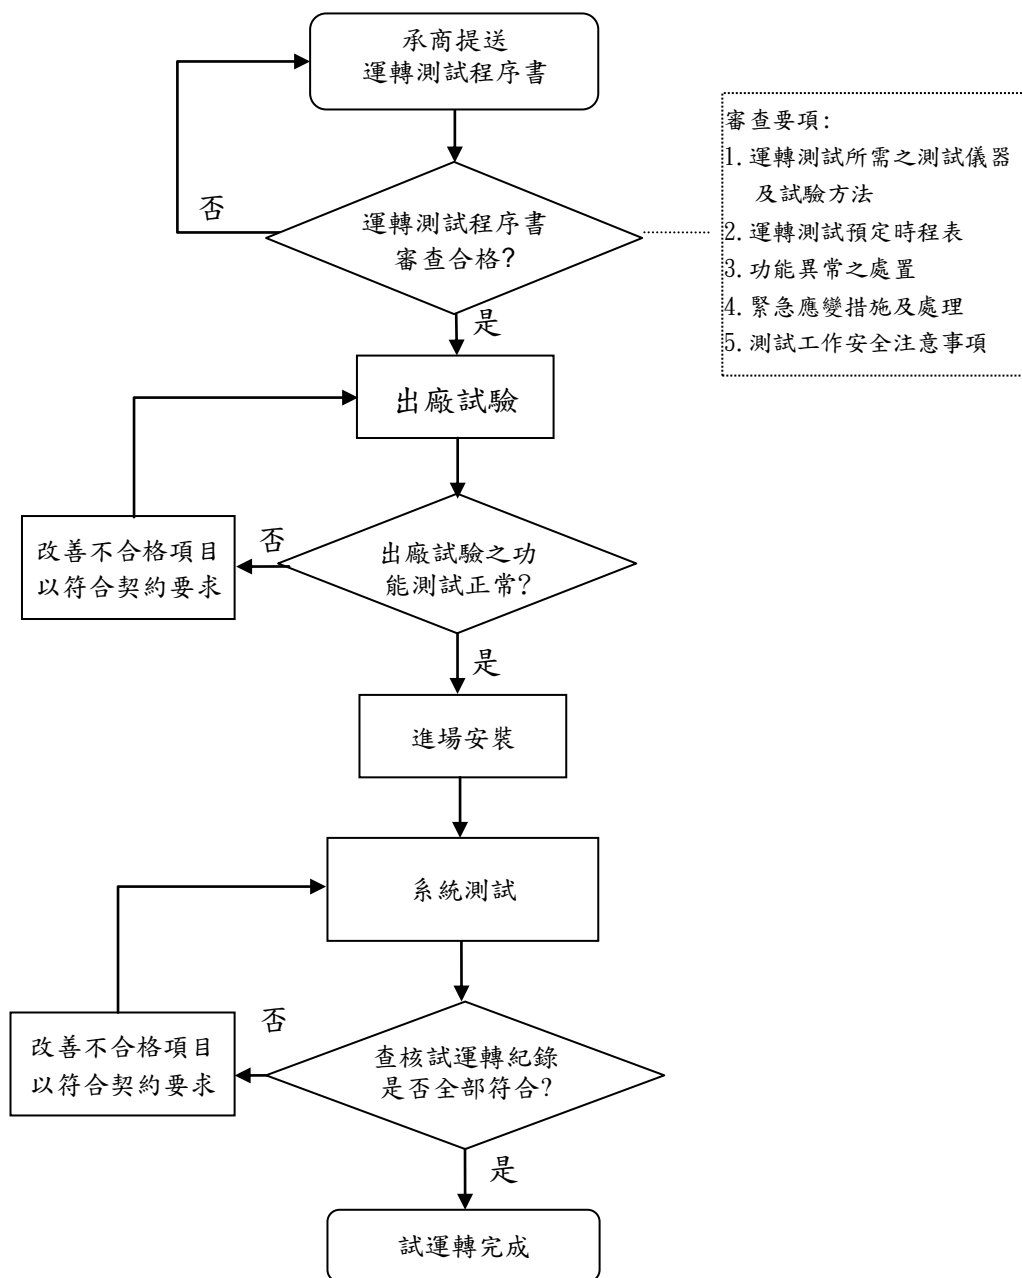 承商提送
運轉測試程序書
審查要項:
1.運轉測試所需之測試儀器
及試驗方法
2.運轉測試預定時程表
3.功能異常之處置
4.緊急應變措施及處理
5.測試工作安全注意事項
否
運轉測試程序書
審查合格?
是
出廠試驗
改善不合格項目
以符合契約要求
否
出廠試驗之功
能測試正常?
是
進場安裝
系統測試
改善不合格項目
以符合契約要求
否
查核試運轉紀錄
是否全部符合?
是
試運轉完成